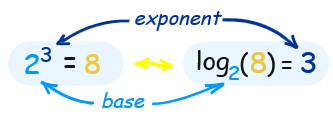 exponent
2³ = 8 log₂(8) = 3
base